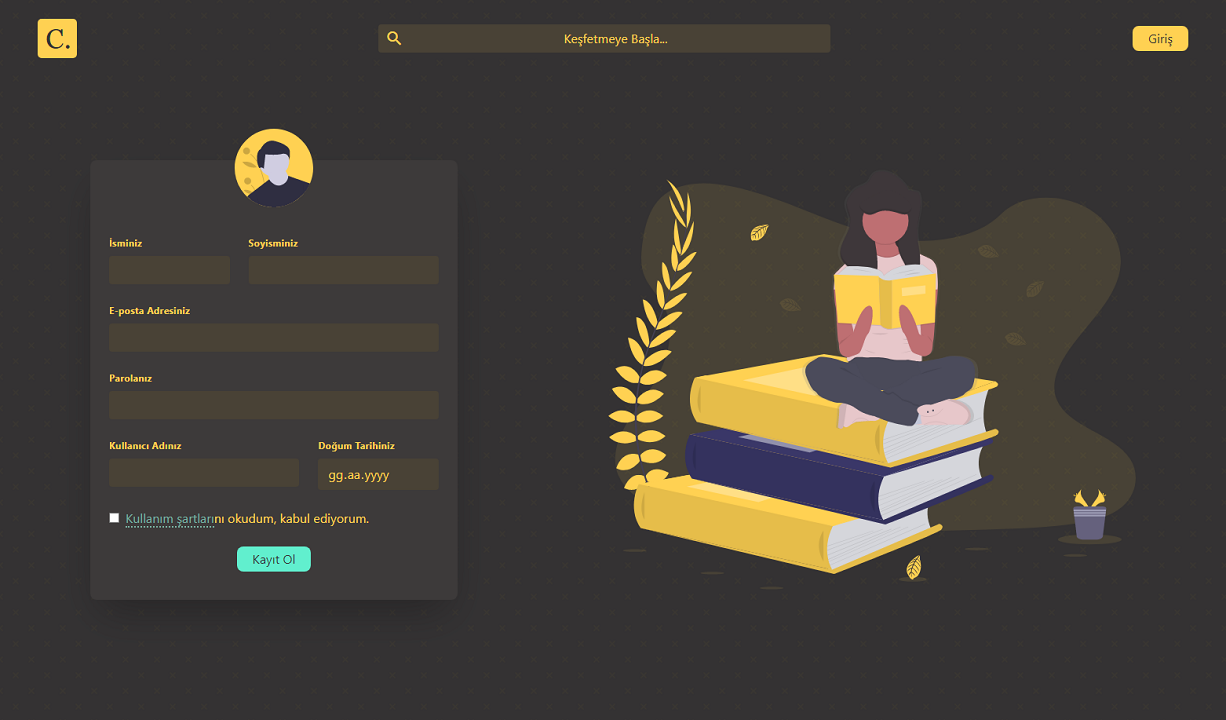 C.
Keşfetmeye Başla...
Giriş
İsminiz
Soyisminiz
E-posta Adresiniz
Parolanız
Kullanıcı Adınız
Doğum Tarihiniz
gg.aa.yyyy
Kullanım şartlarını okudum, kabul ediyorum.
Kayıt Ol